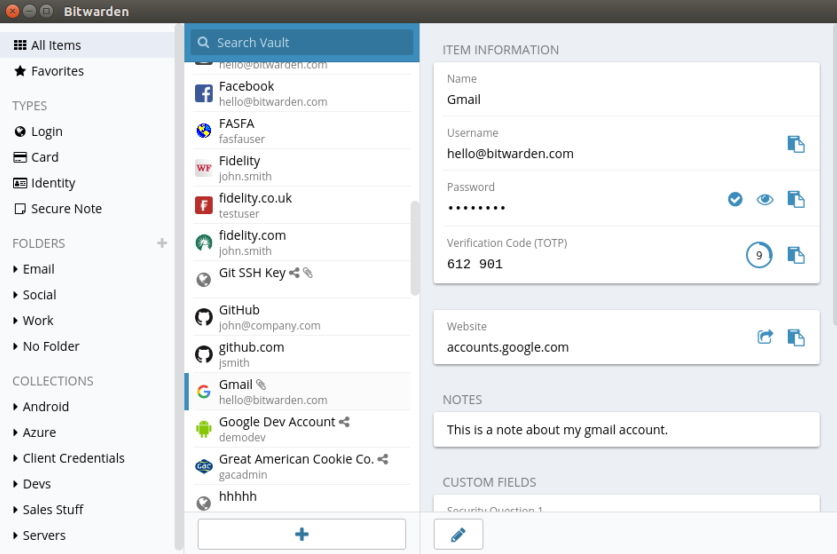 Bitwarden
All Items
Favorites
TYPES
Login
Card
Identity
Secure Note
FOLDERS
Email
Social
Work
No Folder
COLLECTIONS
Android
Azure
Client Credentials
Devs
Sales Stuff
Servers
Search Vault
hello@bitwarden.com
Facebook
hello@bitwarden.com
FASFA
fasfauser
WF
Fidelity
john.smith
F
fidelity.co.uk
testuser
fidelity.com
john.smith
Git SSH Key
GitHub
john@company.com
github.com
jsmith
Gmail
hello@bitwarden.com
Google Dev Account
demodev
GAC
Great American Cookie Co.
gacadmin
hhhhh
ITEM INFORMATION
Name
Gmail
Username
hello@bitwarden.com
Password
••••••••
Verification Code (TOTP)
612 901
9
Website
accounts.google.com
NOTES
This is a note about my gmail account.
CUSTOM FIELDS
Security Question 1